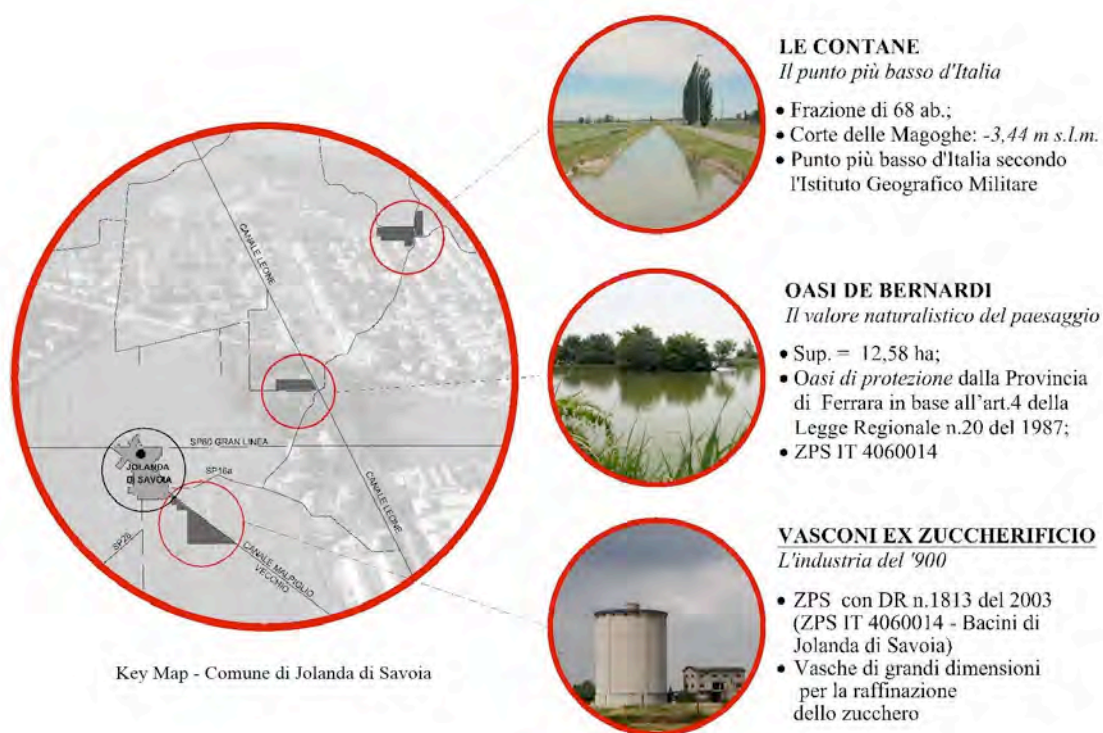 LE CONTANE
Il punto più basso d'Italia
• Frazione di 68 ab.;
• Corte delle Magoghe: -3,44 m s.l.m.
• Punto più basso d'Italia secondo
l'Istituto Geografico Militare
OASI DE BERNARDI
Il valore naturalistico del paesaggio
• Sup. = 12,58 ha;
• Oasi di protezione dalla Provincia
di Ferrara in base all'art.4 della
Legge Regionale n.20 del 1987;
• ZPS IT 4060014
VASCONI EX ZUCCHERIFICIO
L'industria del '900
• ZPS con DR n.1813 del 2003
(ZPS IT 4060014 - Bacini di
Jolanda di Savoia)
• Vasche di grandi dimensioni
per la raffinazione
dello zucchero
CANALE LEONE
SP60 GRAN LINEA
JOLANDA
DI SAVOIA
SP16a
CANALE LEONE
SP28
CANALE MALPIGLIO
VECCHIO
Key Map - Comune di Jolanda di Savoia